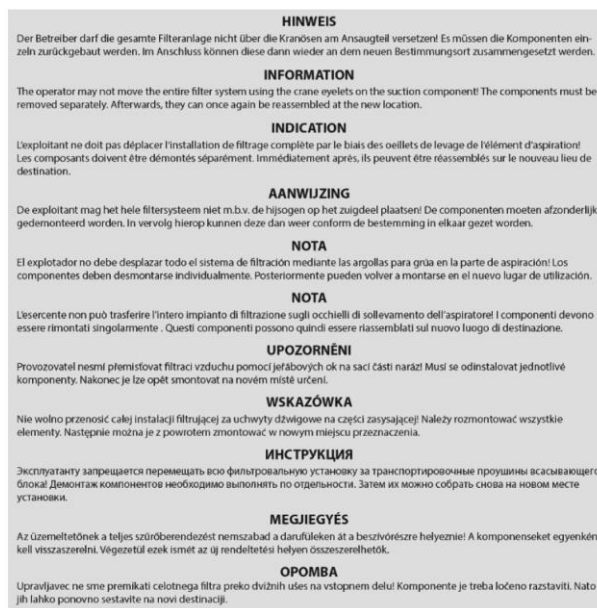 HINWEIS
Der Betreiber darf die gesamte Filteranlage nicht über die Kranösen am Ansaugteil versetzen! Es müssen die Komponenten ein-
zeln zurückgebaut werden. Im Anschluss können diese dann wieder an dem neuen Bestimmungsort zusammengesetzt werden.
INFORMATION
The operator may not move the entire filter system using the crane eyelets on the suction component! The components must be
removed separately. Afterwards, they can once again be reassembled at the new location.
INDICATION
L'exploitant ne doit pas déplacer l'installation de filtrage complète par le biais des oeillets de levage de l'élément d'aspiration!
Les composants doivent être démontés séparément. Immédiatement après, ils peuvent être réassemblés sur le nouveau lieu de
destination.
AANWIJZING
De exploitant mag het hele filtersysteem niet m.b.v. de hijsogen op het zuigdeel plaatsen! De componenten moeten afzonderlijk
gedemonteerd worden. In vervolg hierop kunnen deze dan weer conform de bestemming in elkaar gezet worden.
NOTA
El explotador no debe desplazar todo el sistema de filtración mediante las argollas para grúa en la parte de aspiración! Los
componentes deben desmontarse individualmente. Posteriormente pueden volver a montarse en el nuevo lugar de utilización.
NOTA
L'esercente non può trasferire l'intero impianto di filtrazione sugli occhielli di sollevamento dell'aspiratore! I componenti devono
essere rimontati singolarmente . Questi componenti possono quindi essere riassemblati sul nuovo luogo di destinazione.
UPOZORNĚNI
Provozovatel nesmí přemisťovat filtraci vzduchu pomocí jeřábových ok na sací části naráz! Musí se odinstalovat jednotlivé
komponenty. Nakonec je lze opět smontovat na novém místě určení.
WSKAZÓWKA
Nie wolno przenosić całej instalacji filtrującej za uchwyty dźwigowe na części zasysającej! Należy rozmontować wszystkie
elementy. Następnie można je z powrotem zmontować w nowym miejscu przeznaczenia.
ИНСТРУКЦИЯ
Эксплуатанту запрещается перемещать всю фильтровальную установку за транспортировочные проушины всасывающего
блока! Демонтаж компонентов необходимо выполнять по отдельности. Затем их можно собрать снова на новом месте
установки.
MEGJIEGYÉS
Az üzemeltetőnek a teljes szűrőberendezést nemszabad a darufüleken át a beszívórészre helyeznie! A komponenseket egyenként
kell visszaszerelni. Végezetül ezek ismét az új rendeltetési helyen összeszerelhetők.
OPOMBA
Upravljavec ne sme premikati celotnega filtra preko dvižnih ušes na vstopnem delu! Komponente je treba ločeno razstaviti. Nato
jih lahko ponovno sestavite na novi destinaciji.